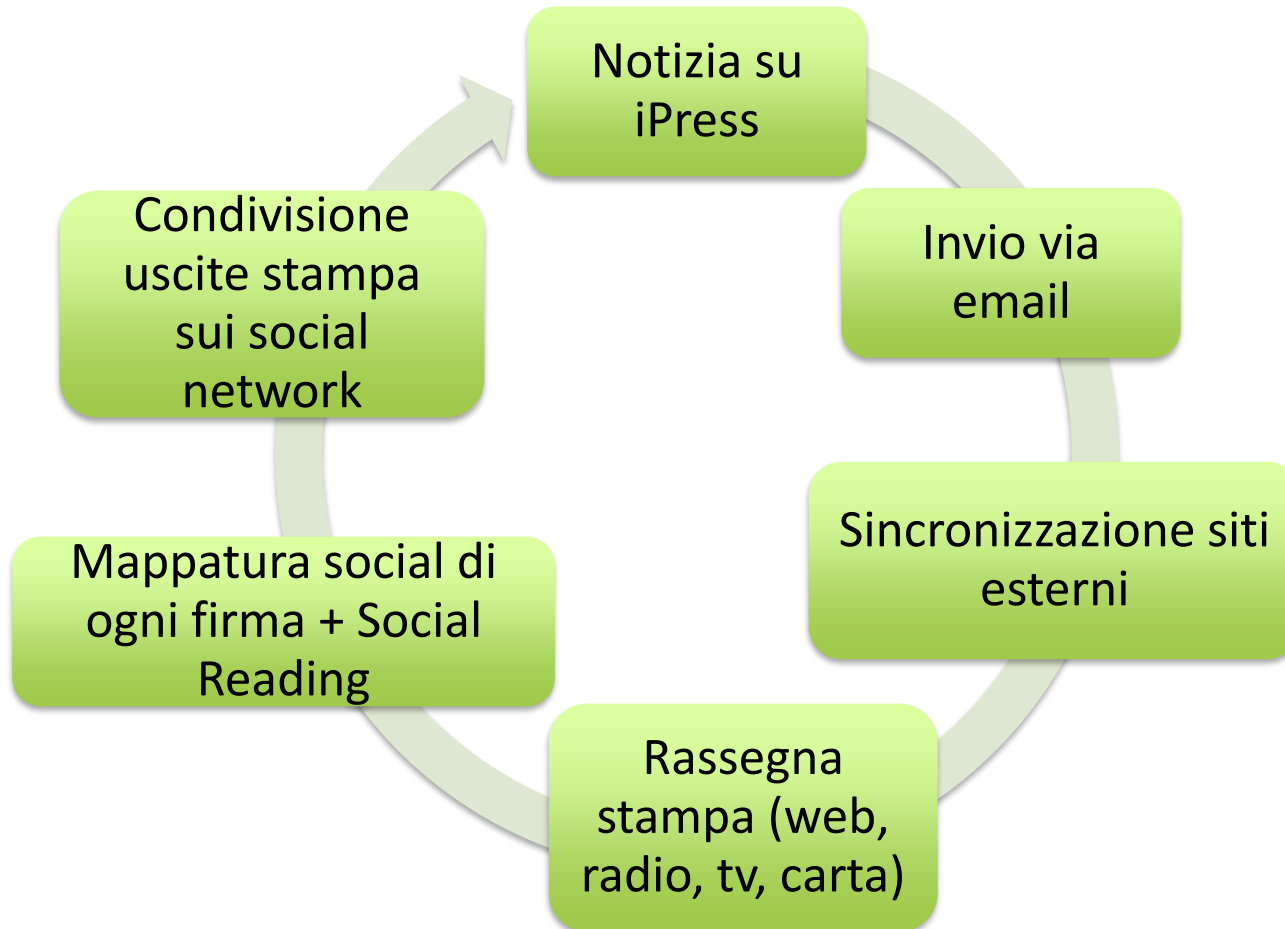 Notizia su
iPress
Invio via
email
Sincronizzazione siti
esterni
Rassegna
stampa (web,
radio, tv, carta)
Mappatura social di
ogni firma + Social
Reading
Condivisione
uscite stampa
sui social
network